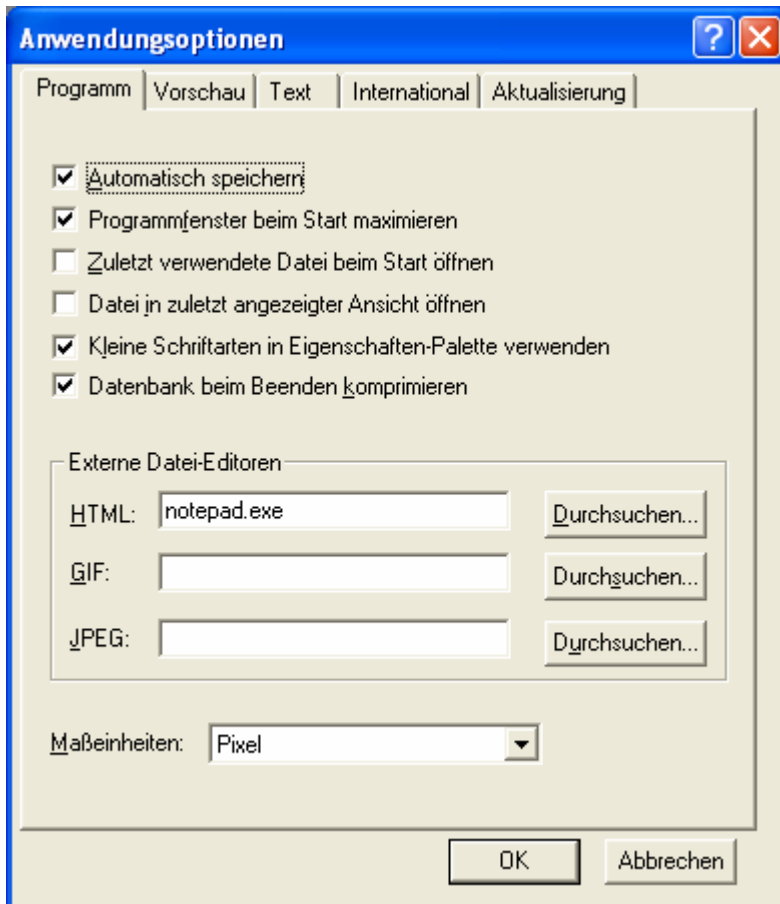 Anwendungsoptionen
Programm Vorschau Text International Aktualisierung
Automatisch speichern
Programmfenster beim Start maximieren
Zuletzt verwendete Datei beim Start öffnen
Datei in zuletzt angezeigter Ansicht öffnen
Kleine Schriftarten in Eigenschaften-Palette verwenden
Datenbank beim Beenden komprimieren
Externe Datei-Editoren
HTML: notepad.exe Durchsuchen...
GIF: Durchsuchen...
JPEG: Durchsuchen...
Maßeinheiten: Pixel
OK Abbrechen